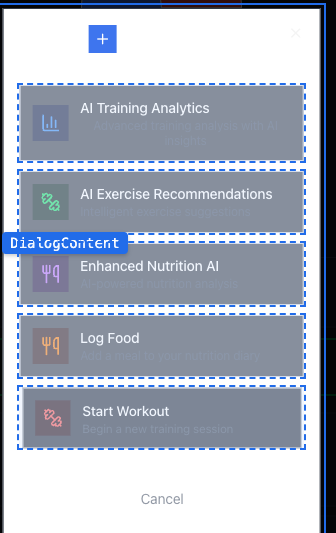 AI Training Analytics
Advanced training analysis with AI
insights
AI Exercise Recommendations
Intelligent exercise suggestions
DialogContent
Enhanced Nutrition AI
AI-powered nutrition analysis
Log Food
Add a meal to your nutrition diary
Start Workout
Begin a new training session
Cancel